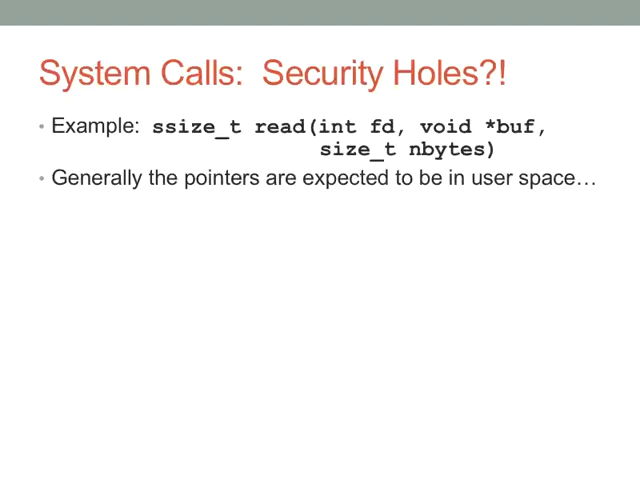 System Calls:  Security Holes?!
• Example:  ssize_t read(int fd, void *buf,
size_t nbytes)
• Generally the pointers are expected to be in user space…